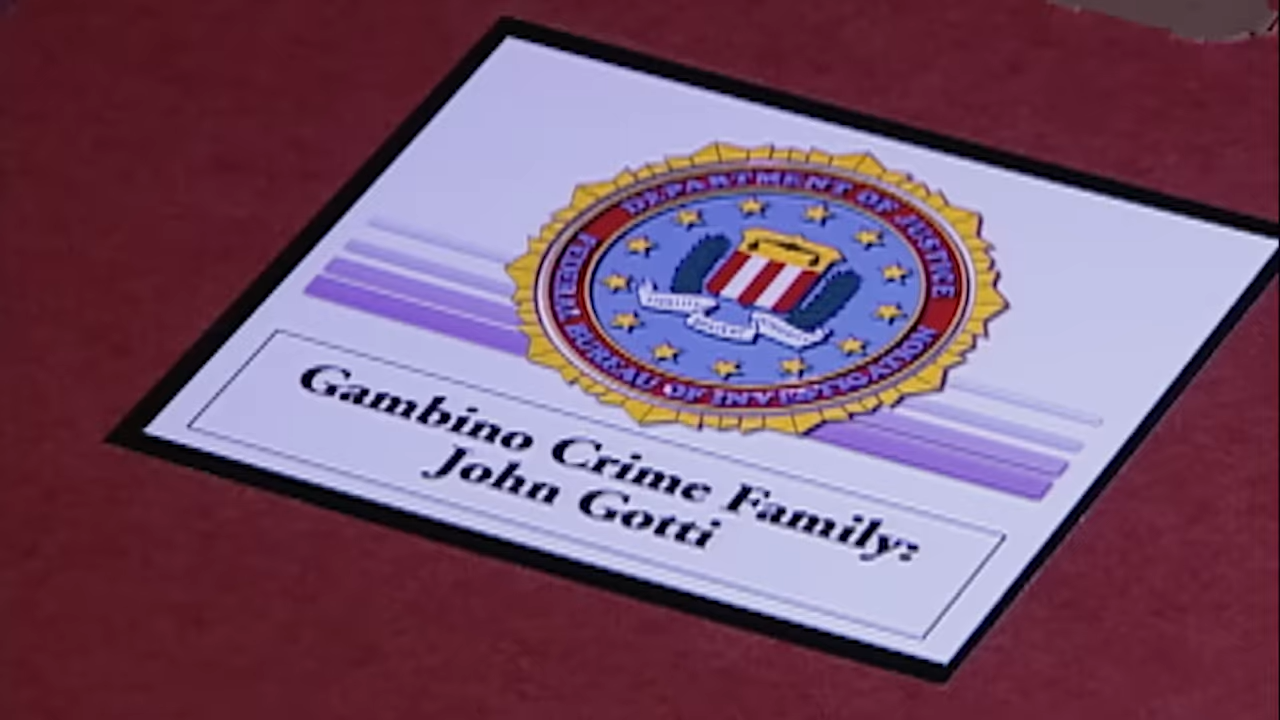 DEPARTMENT OF JUSTICE
FEDERAL BUREAU OF INVESTIGATION
Gambino Crime Family:
John Gotti